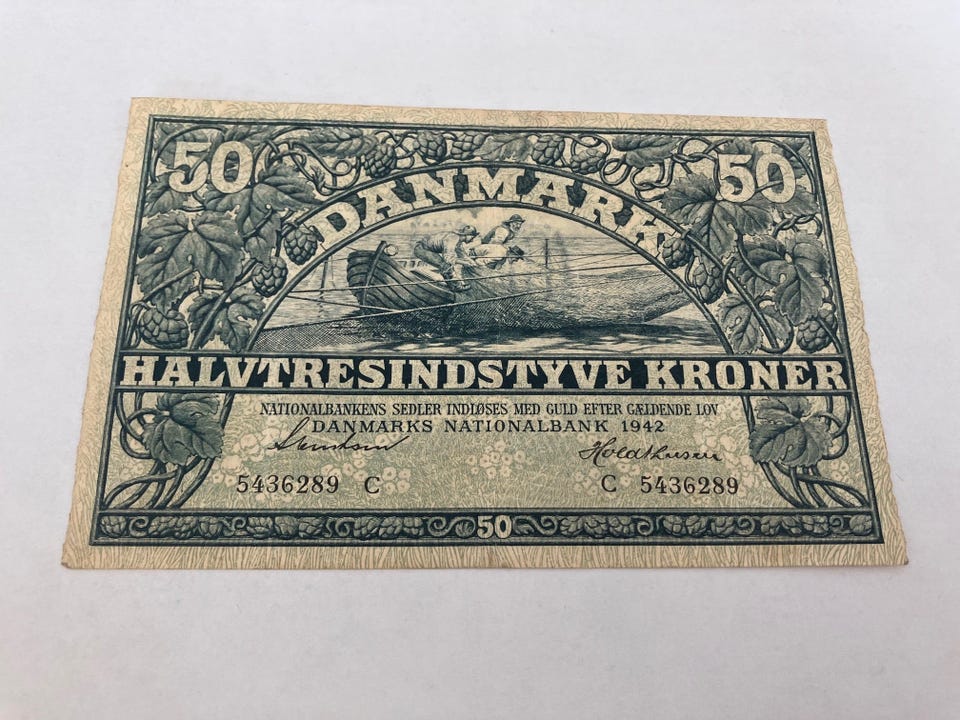 50 50
DANMARK
HALVTRESINDSTYVE KRONER
NATIONALBANKENS SEDLER INDLØSES MED GULD EFTER GÆLDENDE LOV
DANMARKS NATIONALBANK 1942
5436289 C C 5436289
50